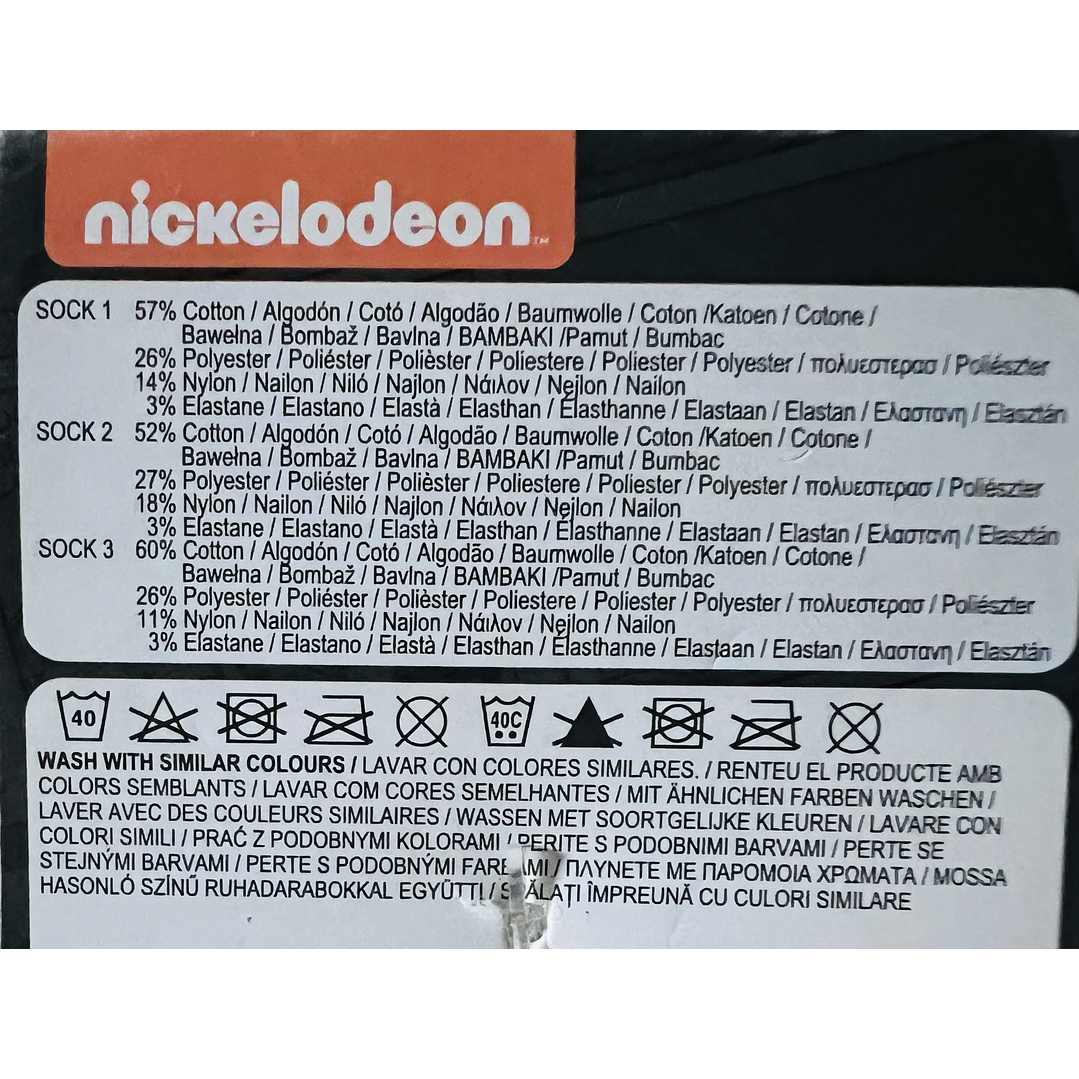 nickelodeon™
SOCK 1 57% Cotton / Algodón / Cotó / Algodão / Baumwolle / Coton /Katoen / Cotone /
Bawełna / Bombaž / Bavlna / BAMBAKI /Pamut / Bumbac
26% Polyester / Poliéster / Polièster / Poliestere / Poliester / Polyester / πολυεστερασ / Poliészter
14% Nylon / Nailon / Niló / Najlon / Νάιλον / Nejlon / Nailon
3% Elastane / Elastano / Elastà / Elasthan / Élasthanne / Elastaan / Elastan / Ελαστανη / Elasztán
SOCK 2 52% Cotton / Algodón / Cotó / Algodão / Baumwolle / Coton /Katoen / Cotone /
Bawełna / Bombaž / Bavlna / BAMBAKI /Pamut / Bumbac
27% Polyester / Poliéster / Polièster / Poliestere / Poliester / Polyester / πολυεστερασ / Poliészter
18% Nylon / Nailon / Niló / Najlon / Νάιλον / Nejlon / Nailon
3% Elastane / Elastano / Elastà / Elasthan / Élasthanne / Elastaan / Elastan / Ελαστανη / Elasztán
SOCK 3 60% Cotton / Algodón / Cotó / Algodão / Baumwolle / Coton /Katoen / Cotone /
Bawełna / Bombaž / Bavlna / BAMBAKI /Pamut / Bumbac
26% Polyester / Poliéster / Polièster / Poliestere / Poliester / Polyester / πολυεστερασ / Poliészter
11% Nylon / Nailon / Niló / Najlon / Νάιλον / Nejlon / Nailon
3% Elastane / Elastano / Elastà / Elasthan / Élasthanne / Elastaan / Elastan / Ελαστανη / Elasztán
40 40C
WASH WITH SIMILAR COLOURS / LAVAR CON COLORES SIMILARES. / RENTEU EL PRODUCTE AMB
COLORS SEMBLANTS / LAVAR COM CORES SEMELHANTES / MIT ÄHNLICHEN FARBEN WASCHEN /
LAVER AVEC DES COULEURS SIMILAIRES / WASSEN MET SOORTGELIJKE KLEUREN / LAVARE CON
COLORI SIMILI / PRAĆ Z PODOBNYMI KOLORAMI / PERITE S PODOBNIMI BARVAMI / PERTE SE
STEJNÝMI BARVAMI / PERTE S PODOBNÝMI / ΠΛΥΝΕΤΕ ΜΕ ΠΑΡΟΜΟΙΑ ΧΡΩΜΑΤΑ / MOSSA
HASONLÓ SZÍNŰ RUHADARABOKKAL EGYÜTT! / ÎMPREUNĂ CU CULORI SIMILARE